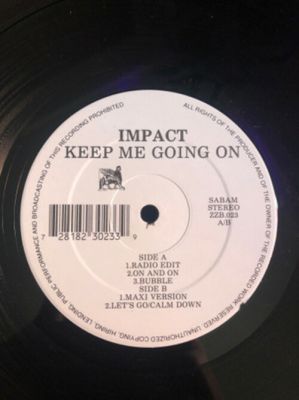 ALL RIGHTS OF THE PRODUCER AND OF THE OWNER OF THE RECORDED WORK RESERVED. UNAUTHORIZED COPYING, HIRING, LENDING, PUBLIC PERFORMANCE AND BROADCASTING OF THIS RECORDING PROHIBITED
IMPACT
KEEP ME GOING ON
SABAM
STEREO
ZZB.023
A/B
7 28182 30233 9
SIDE A
1.RADIO EDIT
2.ON AND ON
3.BUBBLE
SIDE B
1.MAXI VERSION
2.LET'S GO/CALM DOWN